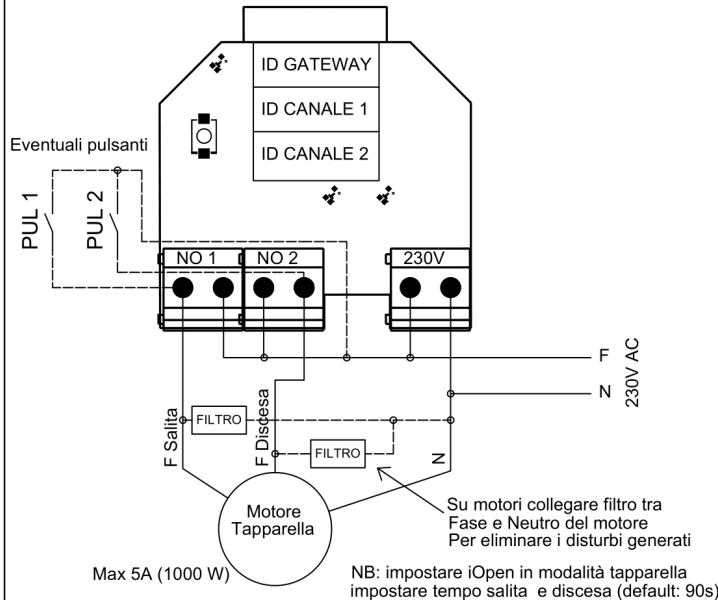 ID GATEWAY
ID CANALE 1
ID CANALE 2
Eventuali pulsanti
PUL 1
PUL 2
NO 1
NO 2
230V
F
N
230V AC
F Salita
FILTRO
F Discesa
FILTRO
N
Motore
Tapparella
Su motori collegare filtro tra
Fase e Neutro del motore
Per eliminare i disturbi generati
Max 5A (1000 W)
NB: impostare iOpen in modalità tapparella
impostare tempo salita e discesa (default: 90s)